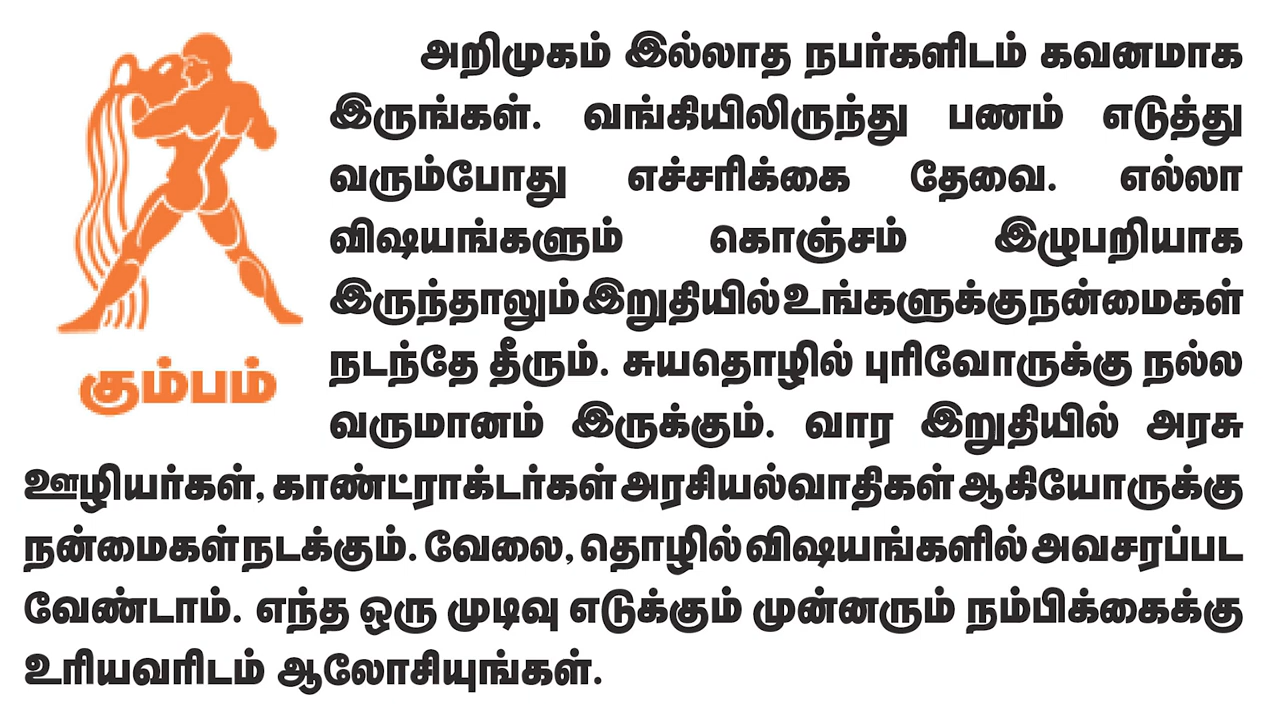 அறிமுகம் இல்லாத நபர்களிடம் கவனமாக
இருங்கள். வங்கியிலிருந்து பணம் எடுத்து
வரும்போது எச்சரிக்கை தேவை. எல்லா
விஷயங்களும் கொஞ்சம் இழுபறியாக
இருந்தாலும் இறுதியில் உங்களுக்கு நன்மைகள்
நடந்தே தீரும். சுயதொழில் புரிவோருக்கு நல்ல
வருமானம் இருக்கும். வார இறுதியில் அரசு
ஊழியர்கள், காண்ட்ராக்டர்கள் அரசியல்வாதிகள் ஆகியோருக்கு
நன்மைகள் நடக்கும். வேலை, தொழில் விஷயங்களில் அவசரப்பட
வேண்டாம். எந்த ஒரு முடிவு எடுக்கும் முன்னரும் நம்பிக்கைக்கு
உரியவரிடம் ஆலோசியுங்கள்.
கும்பம்